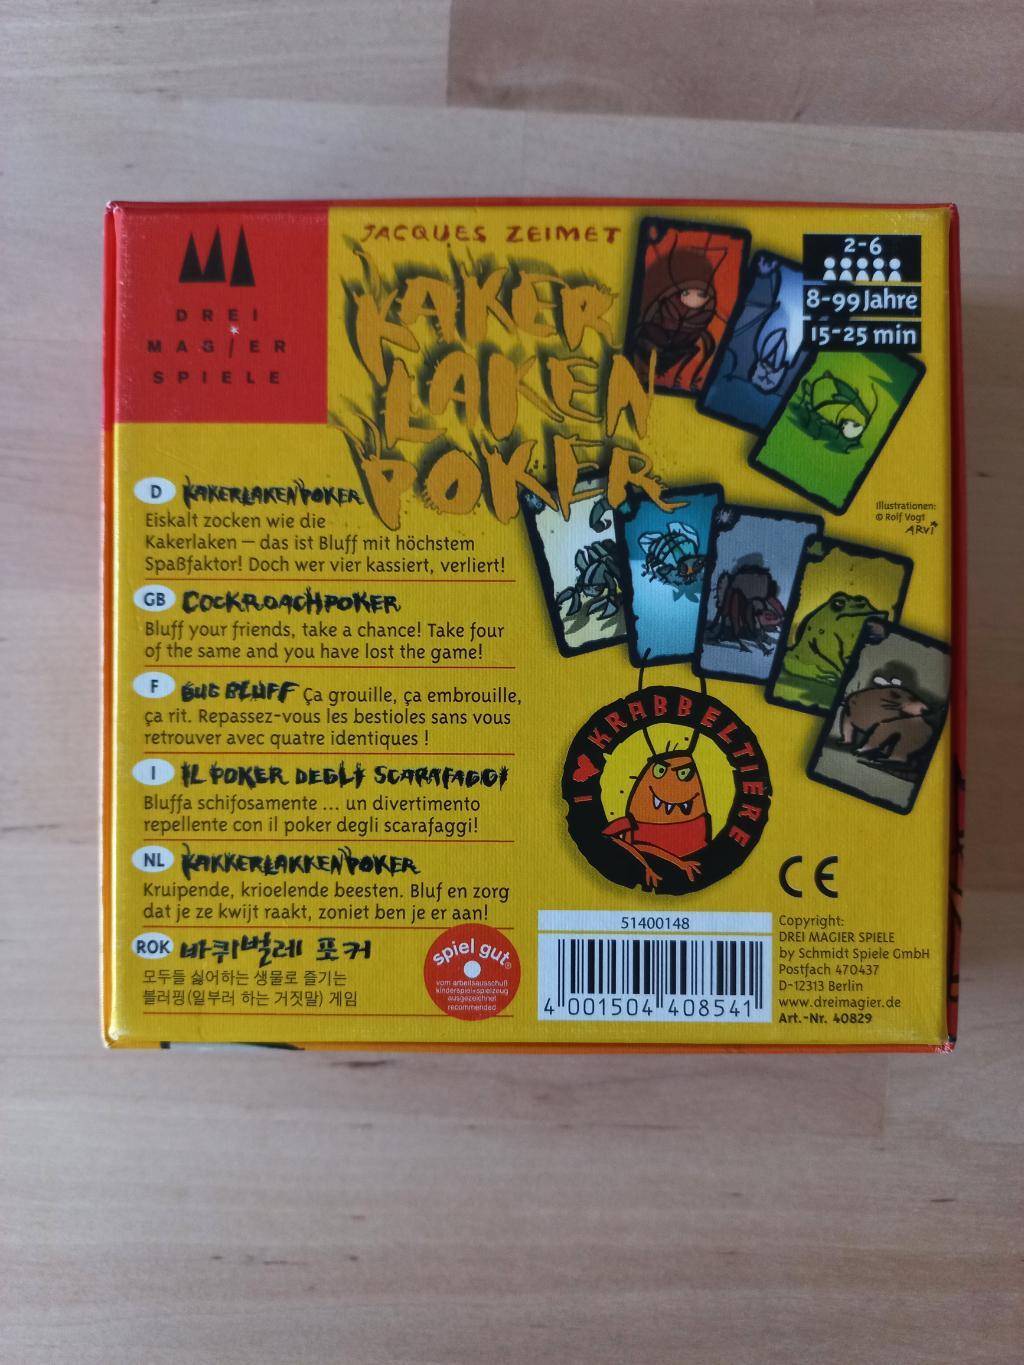 DREI
MAGIER
SPIELE
JACQUES ZEIMET
KAKER
LAKEN
POKER
2-6
8-99 Jahre
15-25 min
Illustrationen:
© Rolf Vogt
ARVi
D KAKERLAKENPOKER
Eiskalt zocken wie die
Kakerlaken – das ist Bluff mit höchstem
Spaßfaktor! Doch wer vier kassiert, verliert!
GB COCKROACHPOKER
Bluff your friends, take a chance! Take four
of the same and you have lost the game!
F BUG BLUFF Ça grouille, ça embrouille,
ça rit. Repassez-vous les bestioles sans vous
retrouver avec quatre identiques !
I IL POKER DEGLI SCARAFAGGI
Bluffa schifosamente ... un divertimento
repellente con il poker degli scarafaggi!
NL KAKKERLAKKENPOKER
Kruipende, krioelende beesten. Bluf en zorg
dat je ze kwijt raakt, zoniet ben je er aan!
ROK 바퀴벌레 포커
모두들 싫어하는 생물로 즐기는
블러핑(일부러 하는 거짓말) 게임
I ♥ KRABBELTIERE
spiel gut®
vom arbeitsausschuß
kinderspiel+spielzeug
ausgezeichnet
recommended
51400148
4 001504 408541
CE
Copyright:
DREI MAGIER SPIELE
by Schmidt Spiele GmbH
Postfach 470437
D-12313 Berlin
www.dreimagier.de
Art.-Nr. 40829